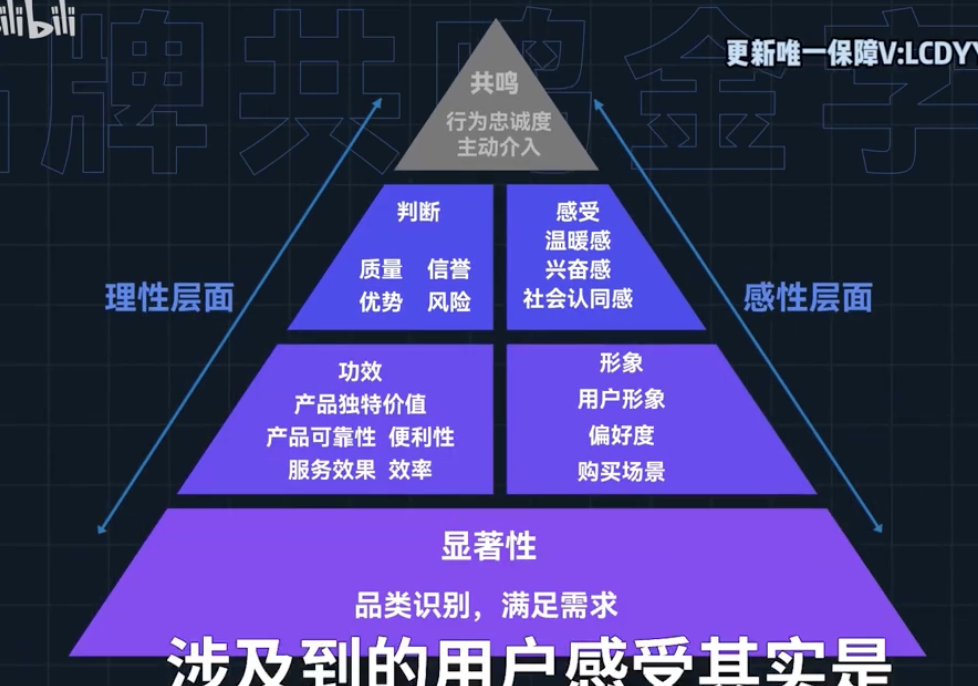 bilibili
牌共鸣金字
更新唯一保障V:LCDYY
共鸣
行为忠诚度
主动介入
判断
质量 信誉
优势 风险
感受
温暖感
兴奋感
社会认同感
理性层面
感性层面
功效
产品独特价值
产品可靠性 便利性
服务效果 效率
形象
用户形象
偏好度
购买场景
显著性
品类识别，满足需求
涉及到的用户感受其实是